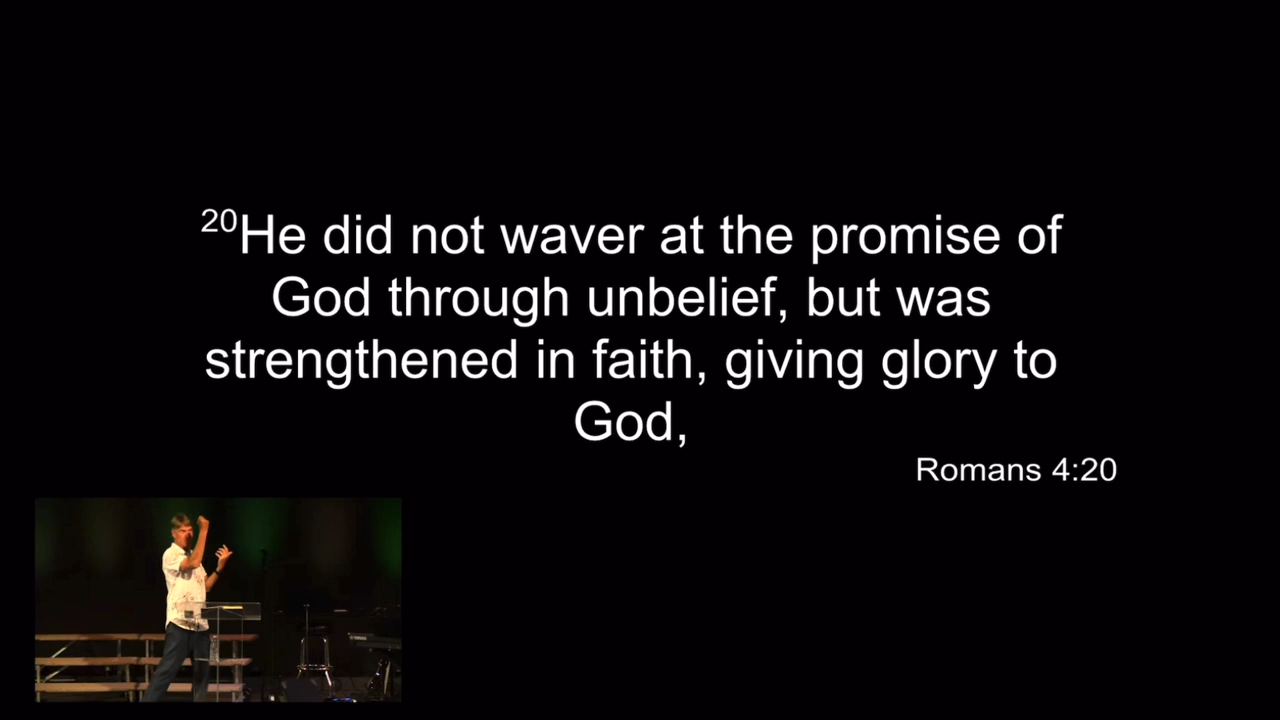 20He did not waver at the promise of
God through unbelief, but was
strengthened in faith, giving glory to
God,
Romans 4:20